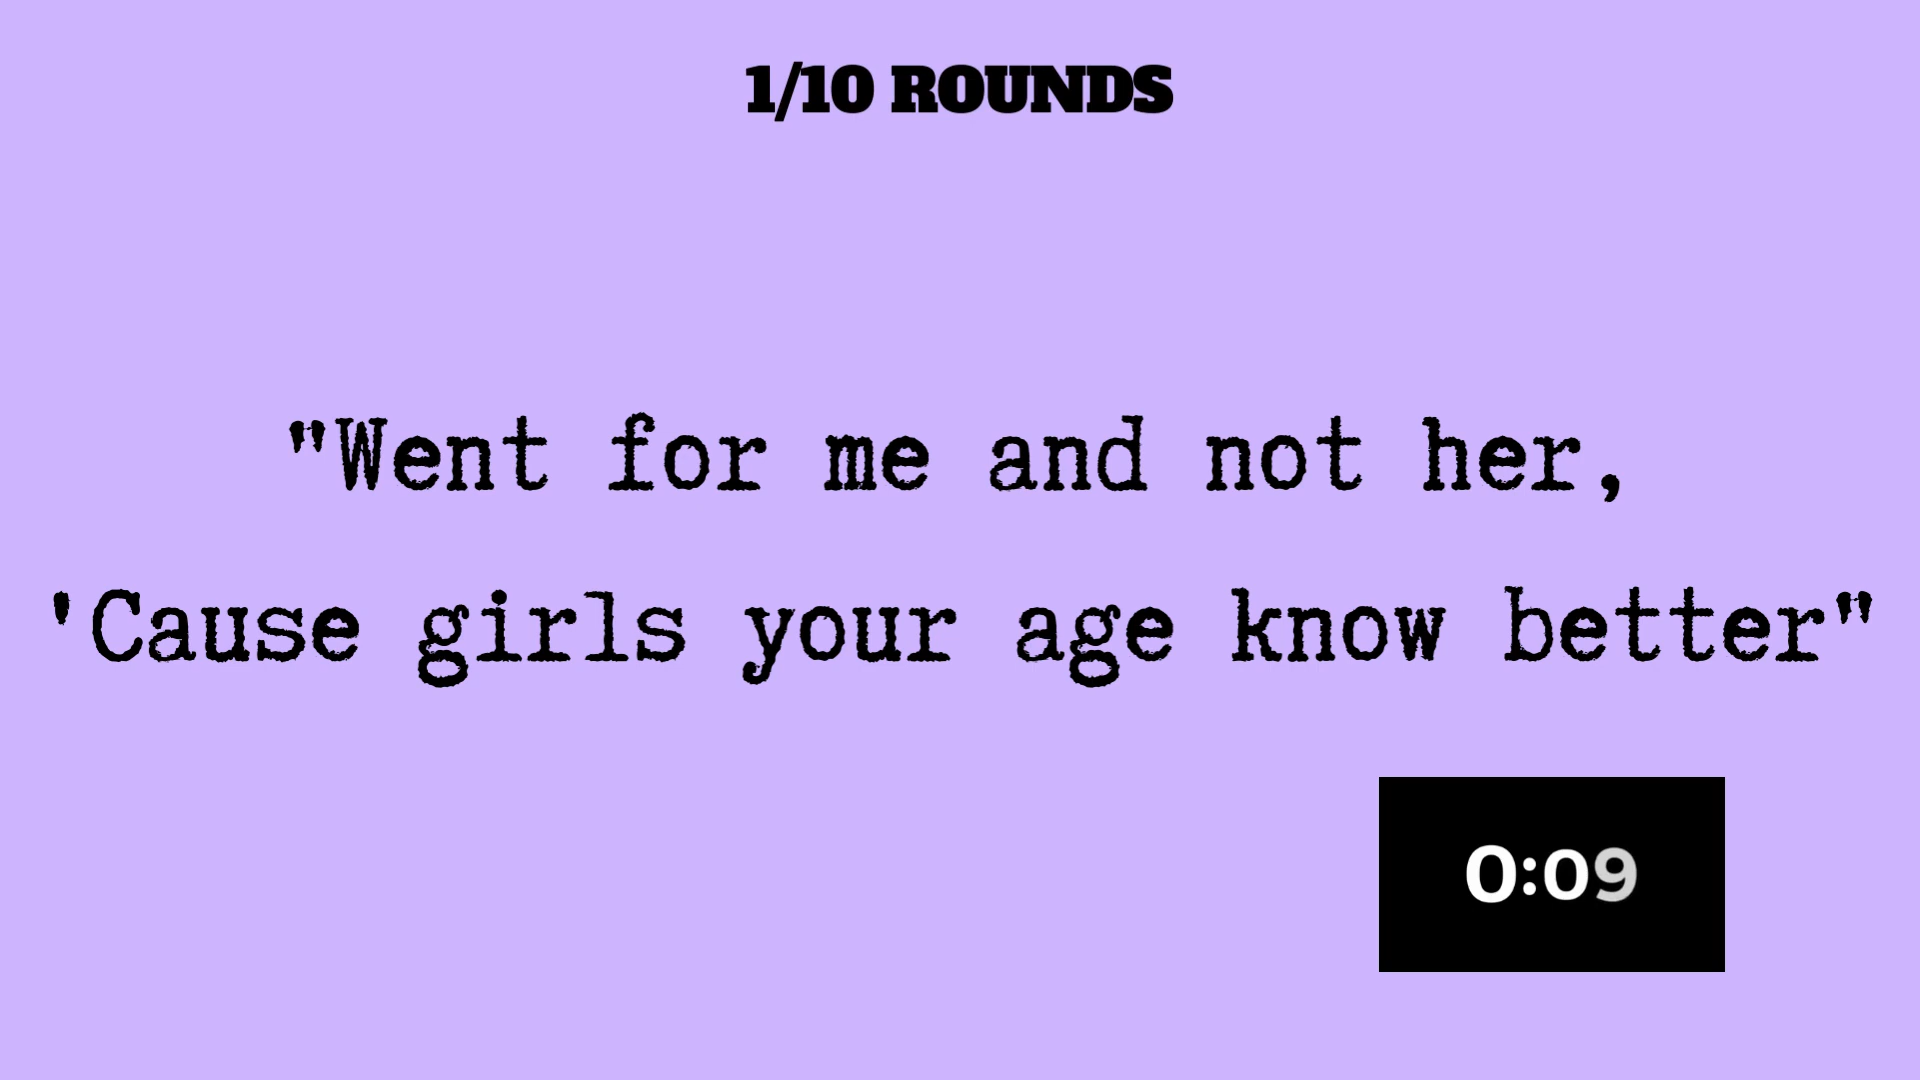 1/10 ROUNDS
"Went for me and not her,
'Cause girls your age know better"
0:09